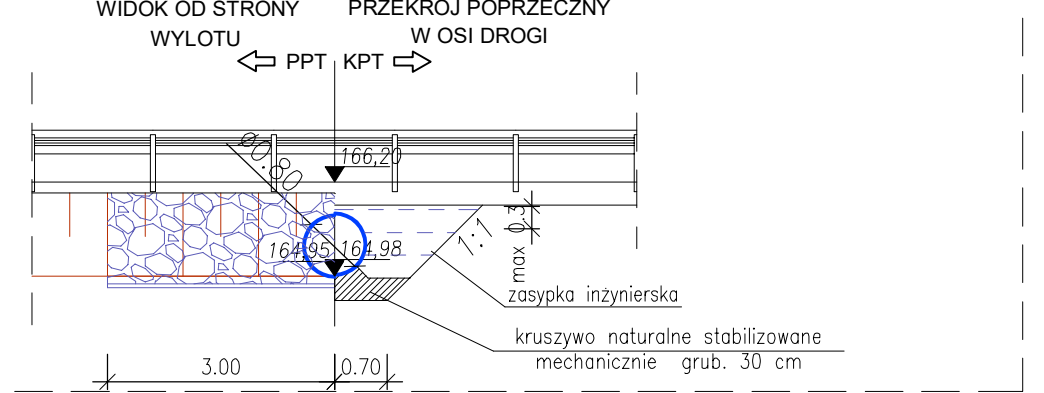 WIDOK OD STRONY
WYLOTU
PRZEKRÓJ POPRZECZNY
W OSI DROGI
PPT KPT
ø0.80
166,20
164,95 164,98
1:1
max 0.3
zasypka inżynierska
kruszywo naturalne stabilizowane
mechanicznie grub. 30 cm
3.00 0.70